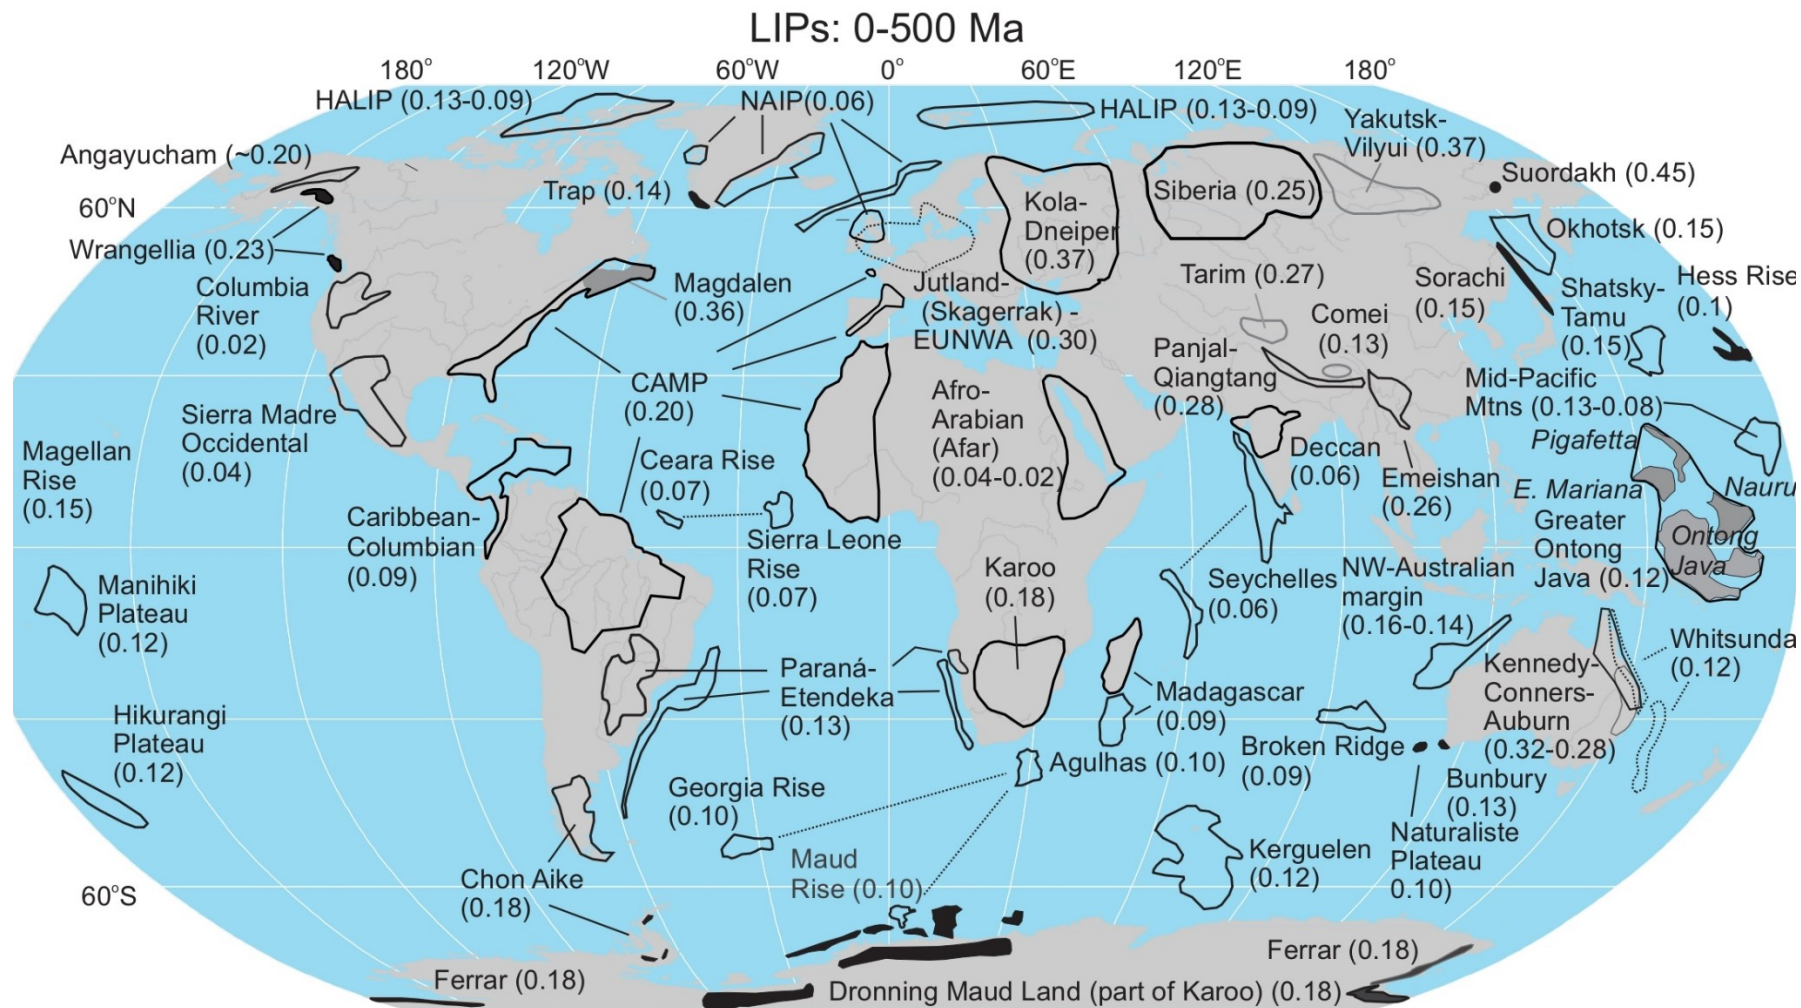 LIPs: 0-500 Ma
180°
120°W
60°W
0°
60°E
120°E
180°
HALIP (0.13-0.09)
NAIP(0.06)
HALIP (0.13-0.09)
Yakutsk-
Vilyui (0.37)
Angayucham (~0.20)
Trap (0.14)
Siberia (0.25)
Suordakh (0.45)
60°N
Kola-
Dneiper
(0.37)
Okhotsk (0.15)
Wrangellia (0.23)
Columbia
River
(0.02)
Magdalen
(0.36)
Jutland-
(Skagerrak) -
EUNWA (0.30)
Tarim (0.27)
Sorachi
(0.15)
Shatsky-
Tamu
(0.15)
Hess Rise
(0.1)
Comei
(0.13)
Panjal-
Qiangtang
(0.28)
CAMP
(0.20)
Afro-
Arabian
(Afar)
(0.04-0.02)
Mid-Pacific
Mtns (0.13-0.08)
Sierra Madre
Occidental
(0.04)
Magellan
Rise
(0.15)
Ceara Rise
(0.07)
Deccan
(0.06)
Emeishan
(0.26)
Pigafetta
E. Mariana
Nauru
Greater
Ontong
Java (0.12)
Ontong
Java
Caribbean-
Columbian
(0.09)
Sierra Leone
Rise
(0.07)
Karoo
(0.18)
Seychelles
(0.06)
NW-Australian
margin
(0.16-0.14)
Manihiki
Plateau
(0.12)
Paraná-
Etendeka
(0.13)
Madagascar
(0.09)
Kennedy-
Conners-
Auburn
(0.32-0.28)
Whitsunda
(0.12)
Hikurangi
Plateau
(0.12)
Georgia Rise
(0.10)
Agulhas (0.10)
Broken Ridge
(0.09)
Bunbury
(0.13)
Naturaliste
Plateau
0.10)
Maud
Rise (0.10)
Kerguelen
(0.12)
60°S
Chon Aike
(0.18)
Ferrar (0.18)
Ferrar (0.18)
Dronning Maud Land (part of Karoo) (0.18)